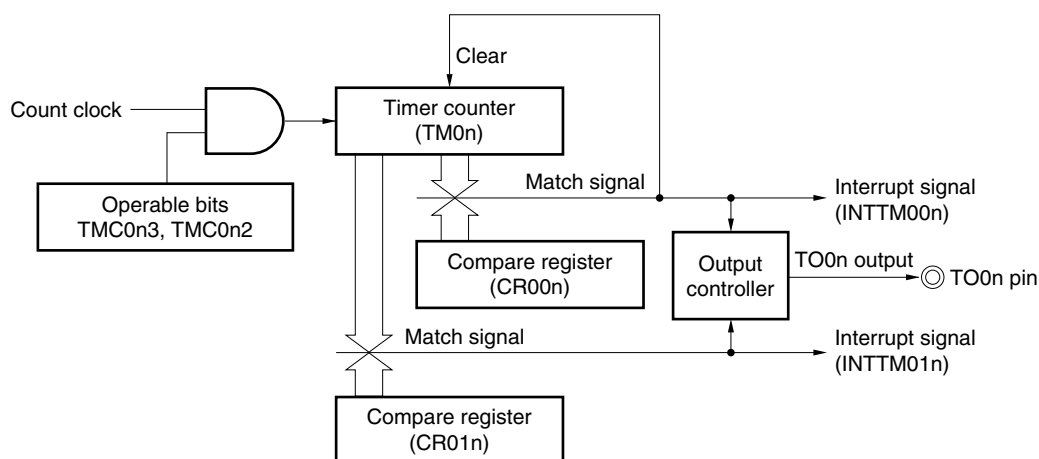 Clear
Count clock
Timer counter
(TM0n)
Operable bits
TMC0n3, TMC0n2
Match signal
Interrupt signal
(INTTM00n)
Compare register
(CR00n)
Output
controller
TO0n output
TO0n pin
Match signal
Interrupt signal
(INTTM01n)
Compare register
(CR01n)